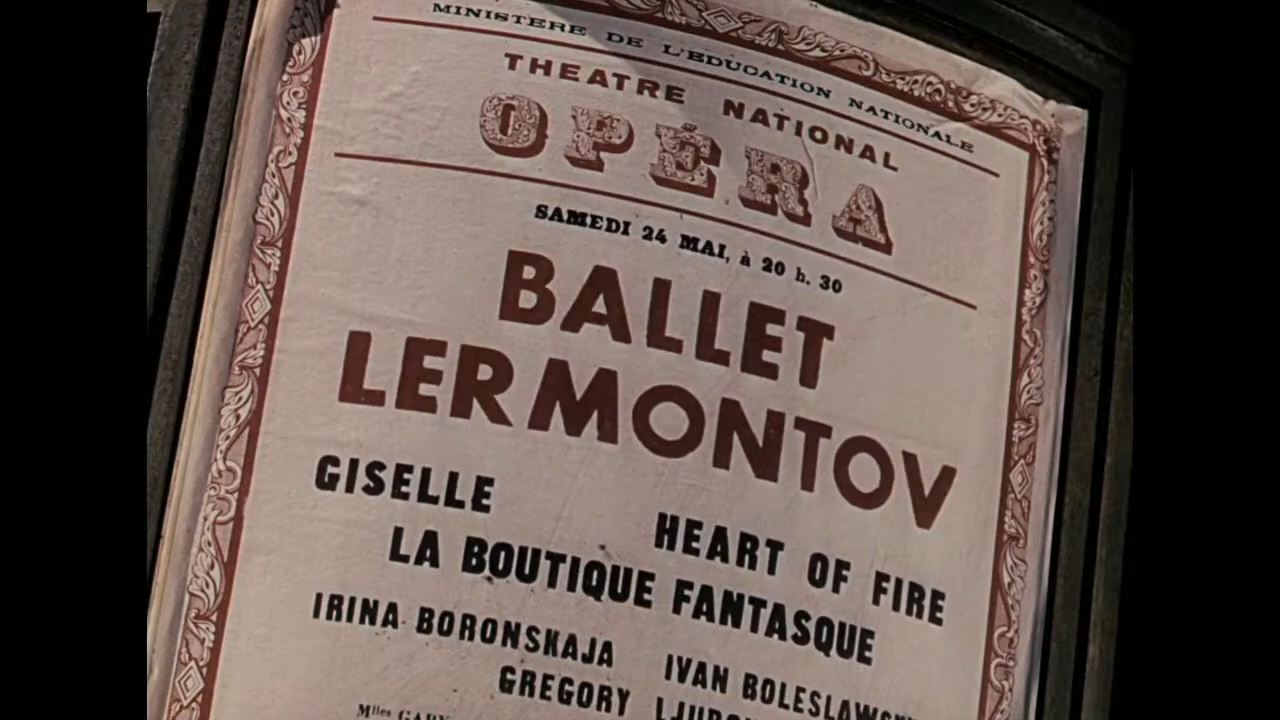 MINISTERE DE L'EDUCATION NATIONALE
THEATRE NATIONAL
OPÉRA
SAMEDI 24 MAI, à 20 h. 30
BALLET
LERMONTOV
GISELLE HEART OF FIRE
LA BOUTIQUE FANTASQUE
IRINA BORONSKAJA IVAN
GREGORY
Mlles